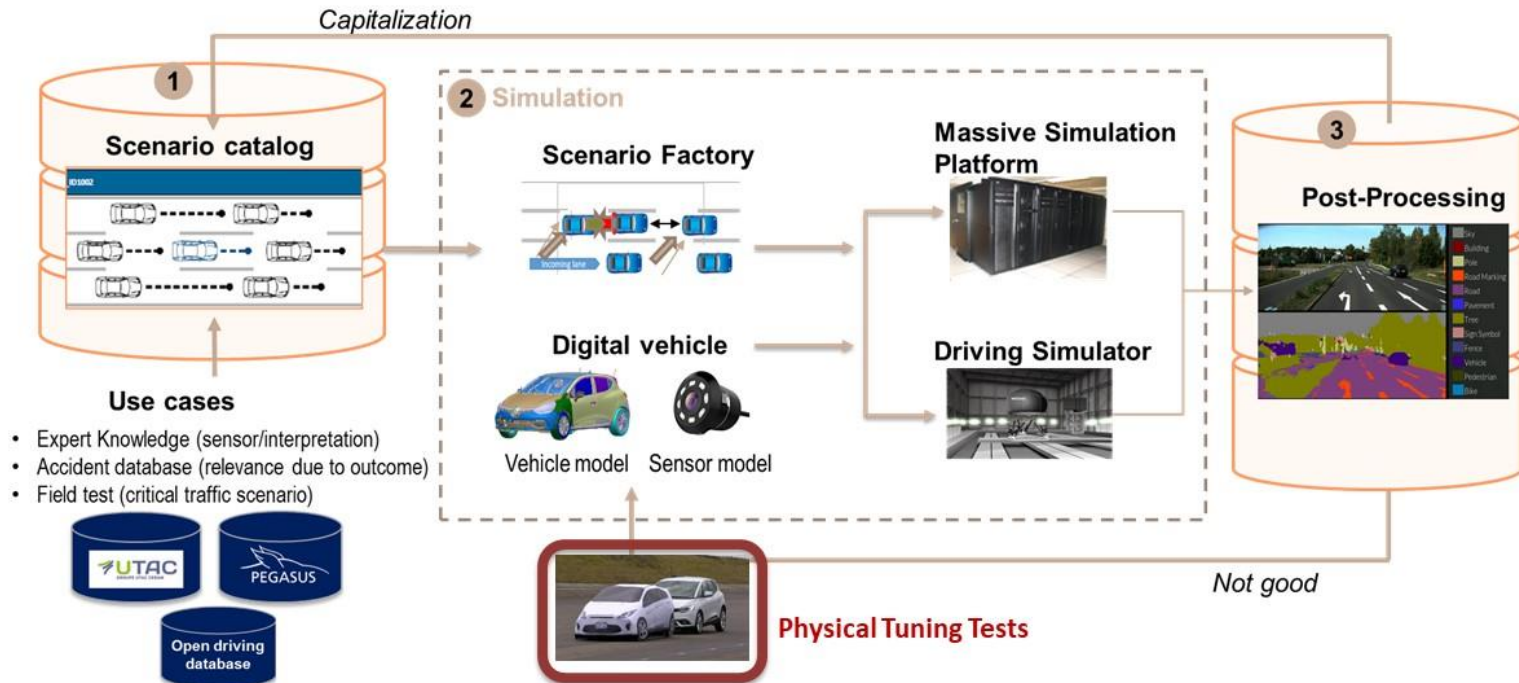 Capitalization
1
Scenario catalog
ID1002
Use cases
• Expert Knowledge (sensor/interpretation)
• Accident database (relevance due to outcome)
• Field test (critical traffic scenario)
UTAC
GROUPE UTAC CERAM
PEGASUS
Open driving
database
2 Simulation
Scenario Factory
Incoming lane
Digital vehicle
Vehicle model
Sensor model
Massive Simulation
Platform
Driving Simulator
Physical Tuning Tests
3
Post-Processing
Sky
Building
Pole
Road Marking
Road
Pavement
Tree
Sign Symbol
Fence
Vehicle
Pedestrian
Bike
Not good